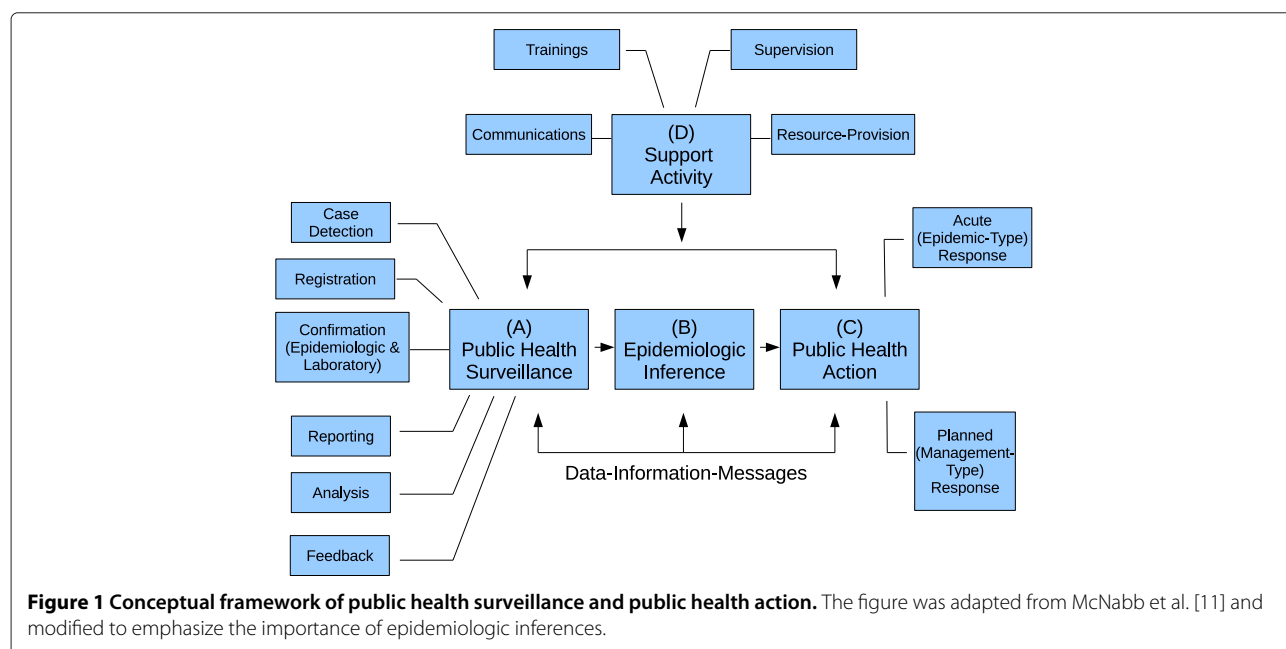 Trainings
Supervision
Communications
(D)
Support
Activity
Resource-Provision
Case
Detection
Registration
Confirmation
(Epidemiologic &
Laboratory)
Reporting
Analysis
Feedback
(A)
Public Health
Surveillance
(B)
Epidemiologic
Inference
(C)
Public Health
Action
Acute
(Epidemic-Type)
Response
Planned
(Management-
Type)
Response
Data-Information-Messages
Figure 1 Conceptual framework of public health surveillance and public health action. The figure was adapted from McNabb et al. [11] and
modified to emphasize the importance of epidemiologic inferences.